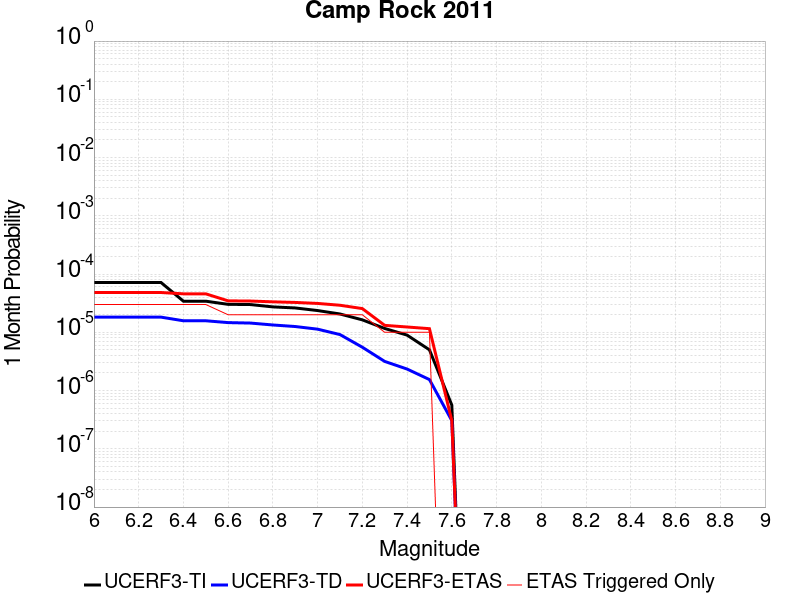 Camp Rock 2011
10^0
10^-1
10^-2
10^-3
10^-4
10^-5
10^-6
10^-7
10^-8
1 Month Probability
6 6.2 6.4 6.6 6.8 7 7.2 7.4 7.6 7.8 8 8.2 8.4 8.6 8.8 9
Magnitude
UCERF3-TI UCERF3-TD UCERF3-ETAS ETAS Triggered Only